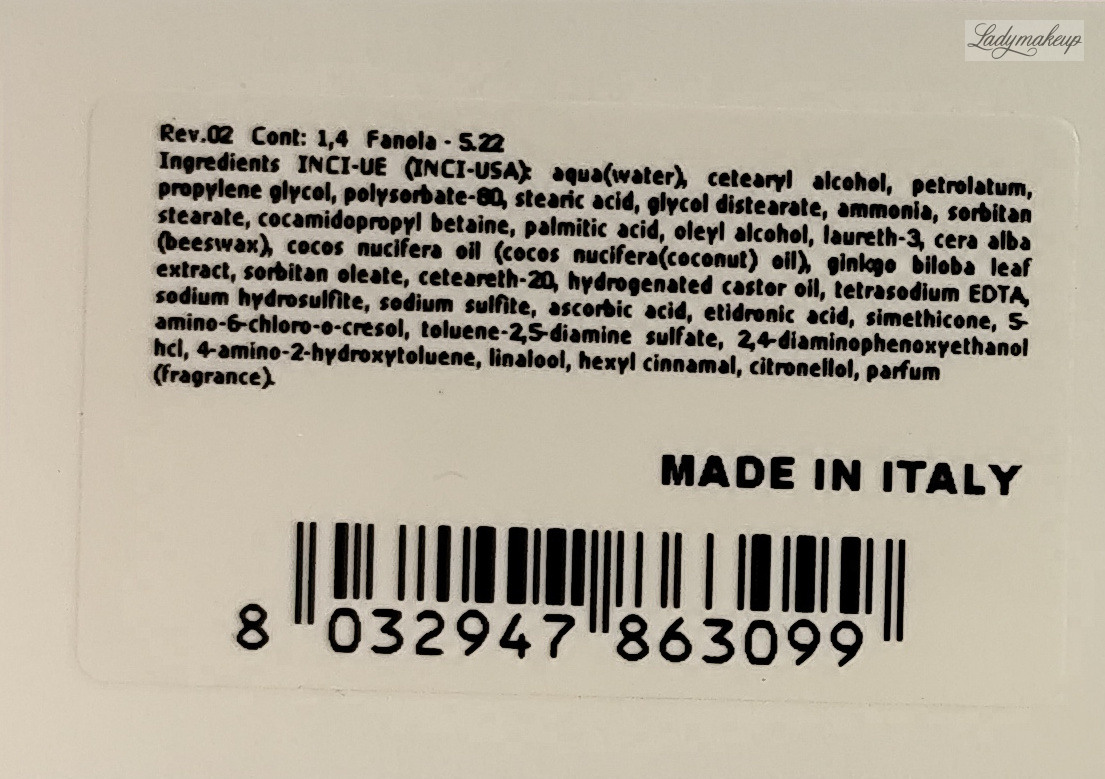 Ladymakeup
Rev.02 Cont: 1,4 Fanola - 5.22
Ingredients INCI-UE (INCI-USA): aqua(water), cetearyl alcohol, petrolatum,
propylene glycol, polysorbate-80, stearic acid, glycol distearate, ammonia, sorbitan
stearate, cocamidopropyl betaine, palmitic acid, oleyl alcohol, laureth-3, cera alba
(beeswax), cocos nucifera oil (cocos nucifera(coconut) oil), ginkgo biloba leaf
extract, sorbitan oleate, ceteareth-20, hydrogenated castor oil, tetrasodium EDTA,
sodium hydrosulfite, sodium sulfite, ascorbic acid, etidronic acid, simethicone, 5-
amino-6-chloro-o-cresol, toluene-2,5-diamine sulfate, 2,4-diaminophenoxyethanol
hcl, 4-amino-2-hydroxytoluene, linalool, hexyl cinnamal, citronellol, parfum
(fragrance).
MADE IN ITALY
8 032947 863099